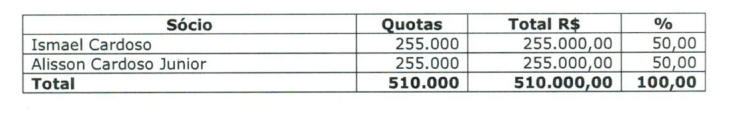 Sócio Quotas Total R$ %
Ismael Cardoso 255.000 255.000,00 50,00
Alisson Cardoso Junior 255.000 255.000,00 50,00
Total 510.000 510.000,00 100,00